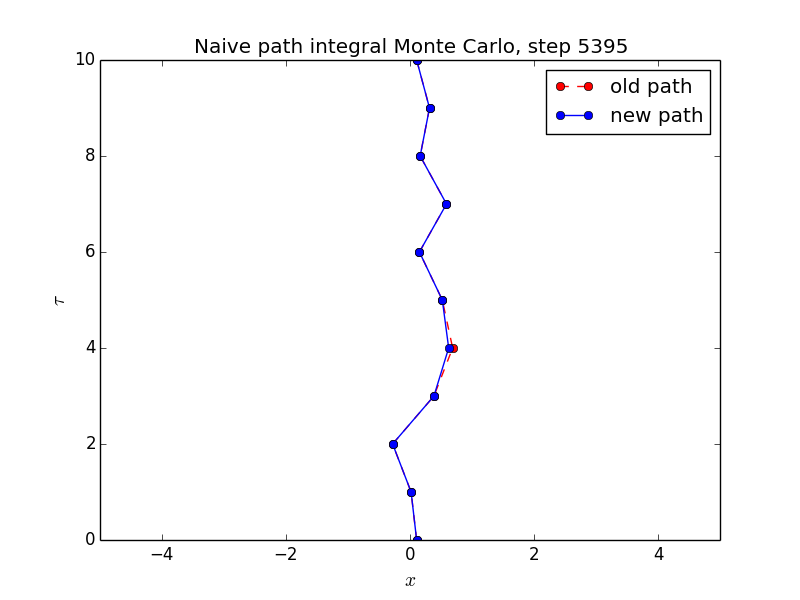 Naive path integral Monte Carlo, step 5395
old path
new path
10
8
6
4
2
0
τ
−4 −2 0 2 4
x